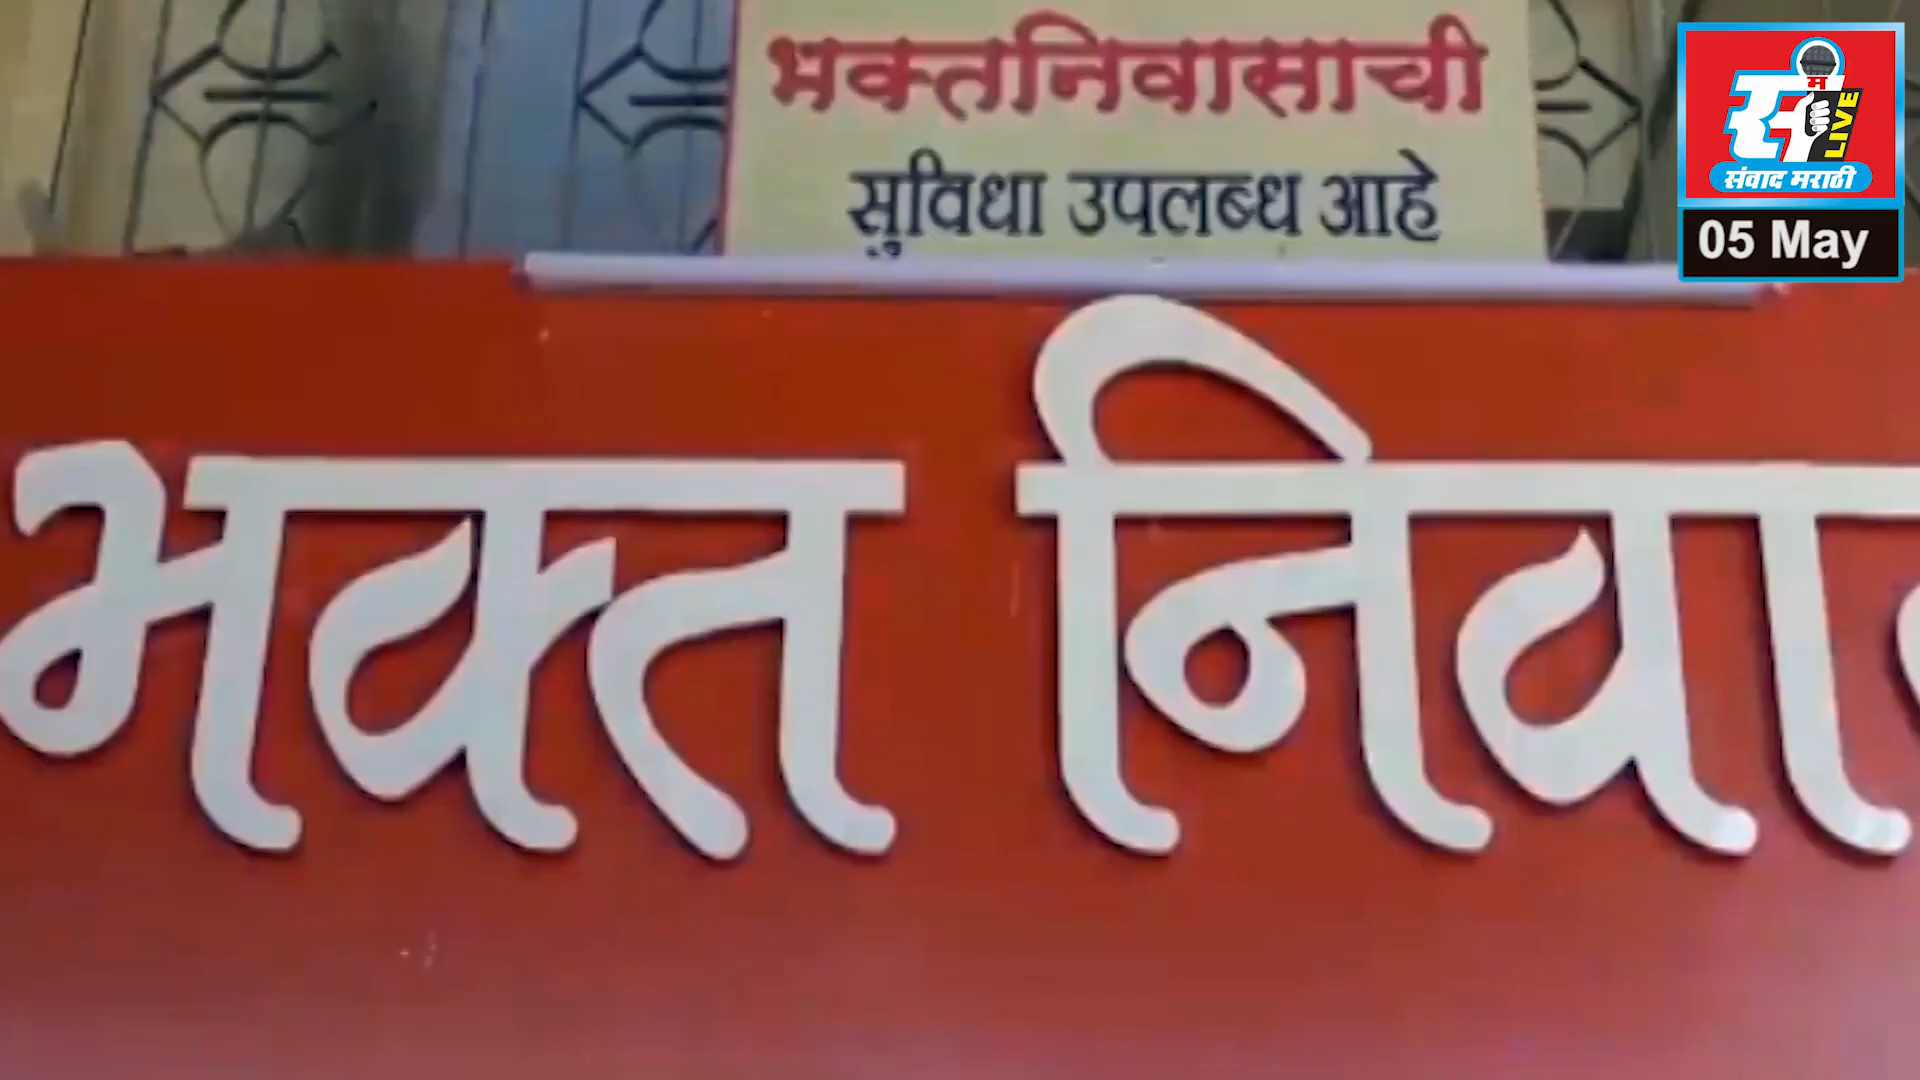 भक्तनिवासाची
सुविधा उपलब्ध आहे
भक्त निवा
स
म
LIVE
संवाद मराठी
05 May